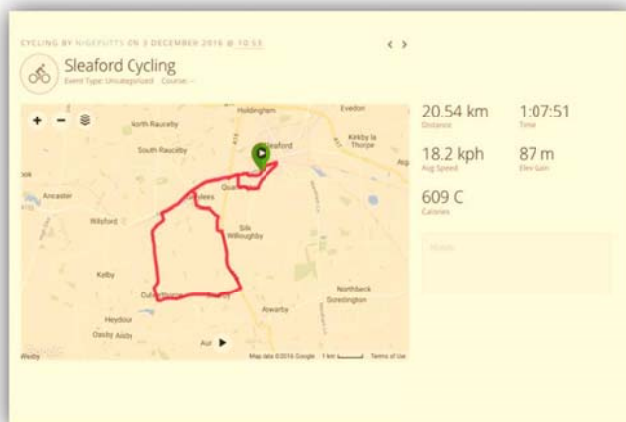 CYCLING BY NIGEPUTTS ON 3 DECEMBER 2016 @ 10:53
Sleaford Cycling
Event Type: Uncategorized Course: --
20.54 km
Distance
1:07:51
Time
18.2 kph
Avg Speed
87 m
Elev Gain
609 C
Calories
Holdingham
Evedon
North Rauceby
Kirkby la
Thorpe
South Rauceby
Sleaford
Ancaster
Wilsford
Silk
Willoughby
Kelby
Northbeck
Scredington
Aswarby
Heydour
Oasby Aisby
Map data ©2016 Google 1 km Terms of Use